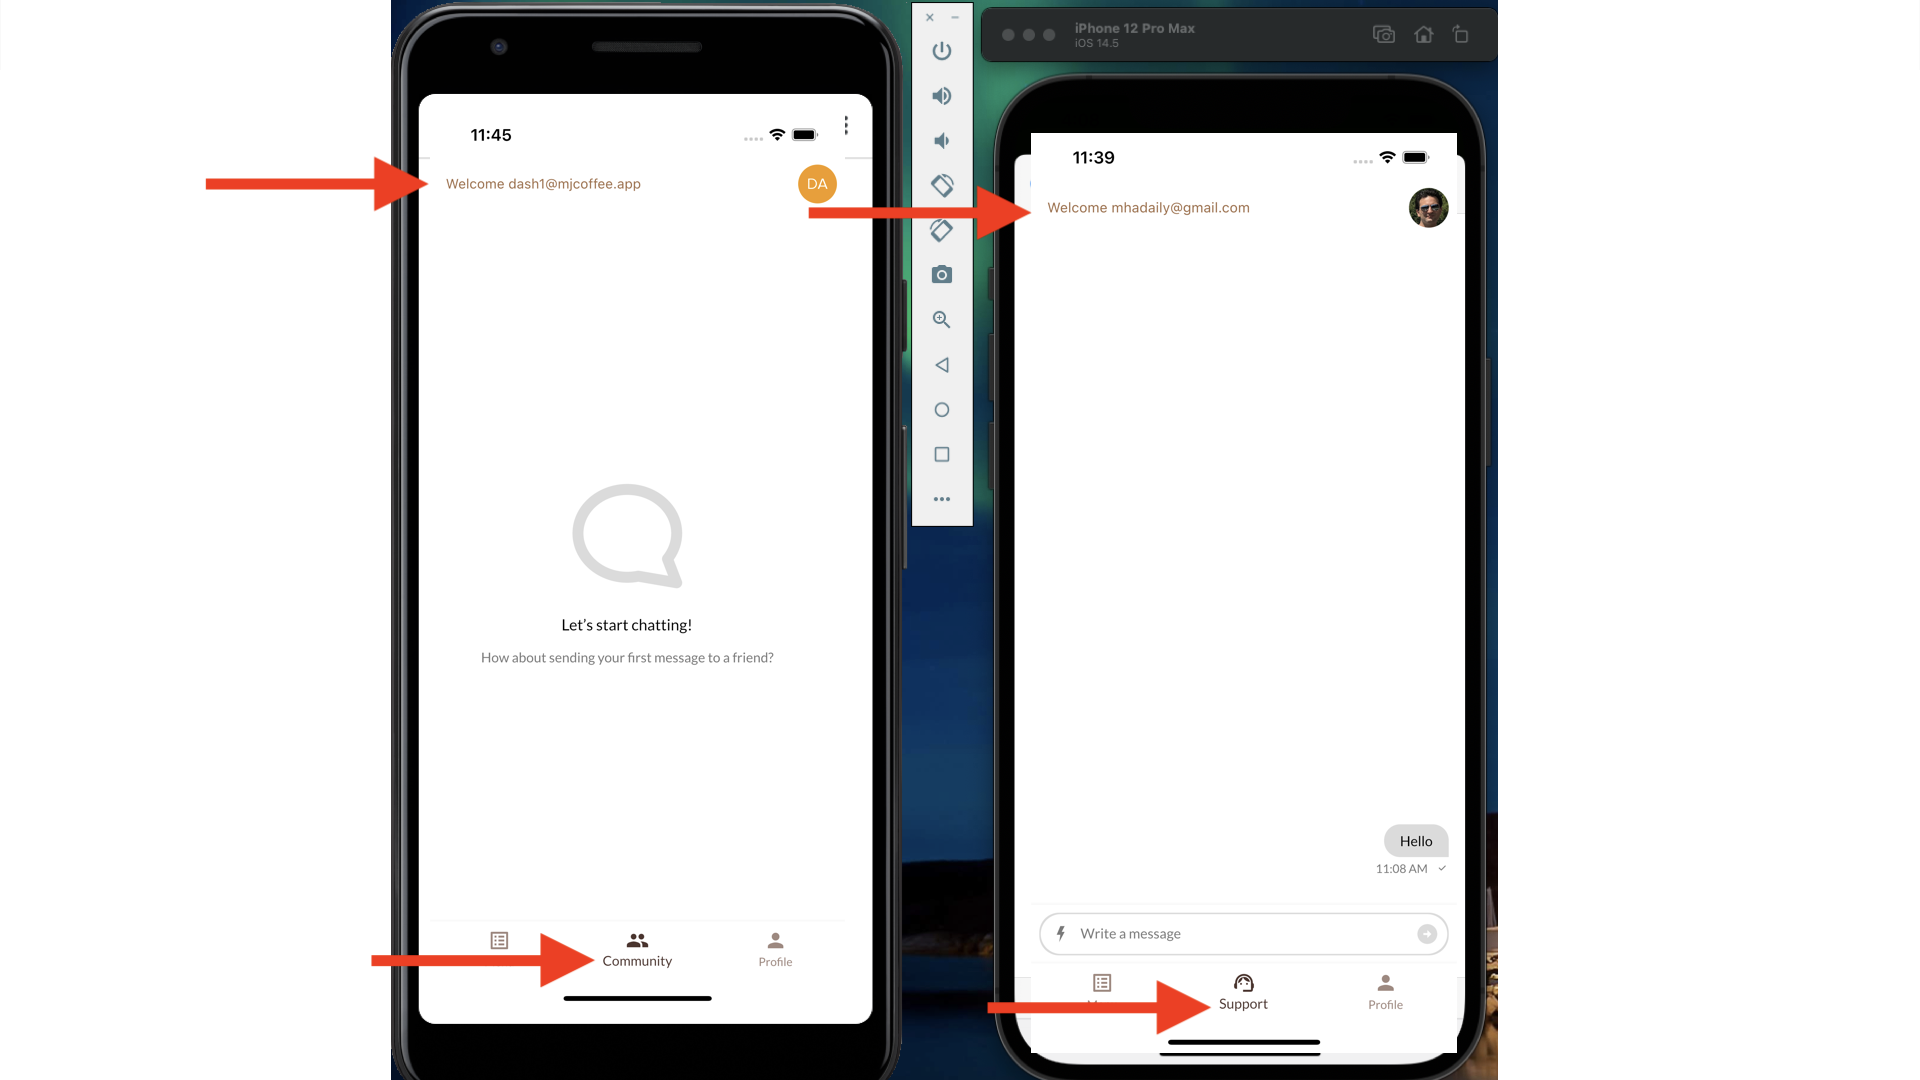 iPhone 12 Pro Max
iOS 14.5
11:45
Welcome dash1@mjcoffee.app
DA
Let's start chatting!
How about sending your first message to a friend?
Community
Profile
11:39
Welcome mhadaily@gmail.com
Hello
11:08 AM
Write a message
Support
Profile